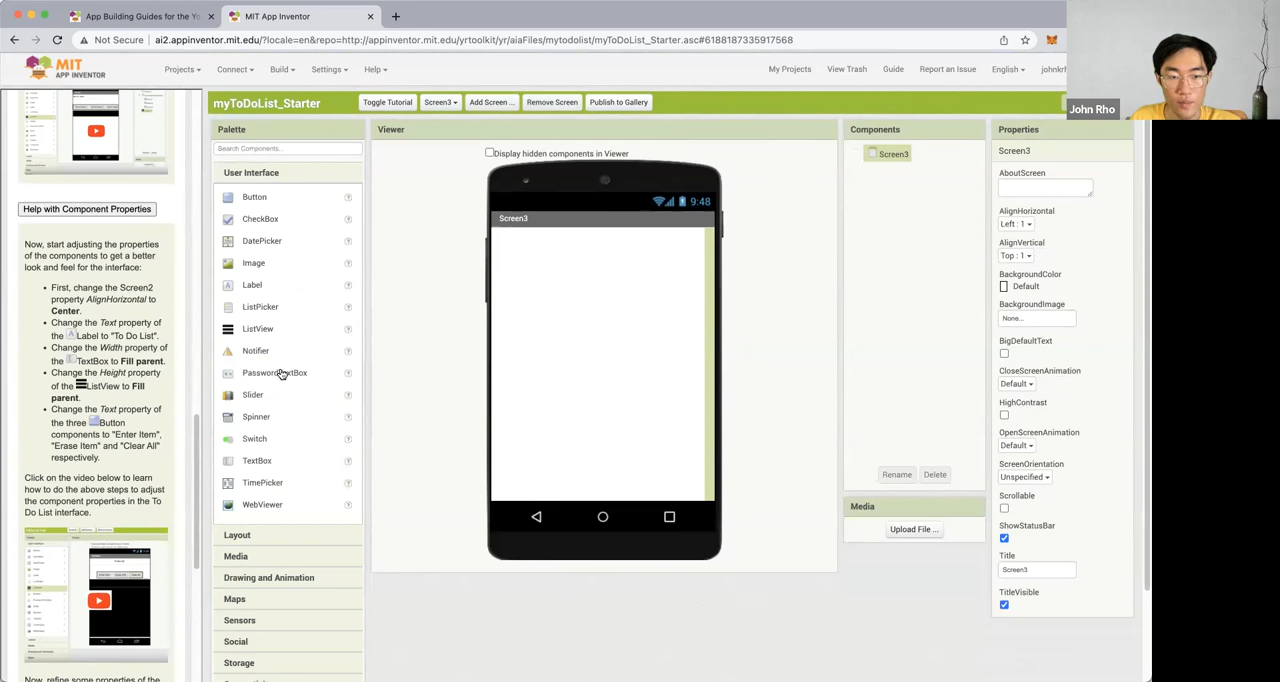 App Building Guides for the Yo
MIT App Inventor
Not Secure
ai2.appinventor.mit.edu/?locale=en&repo=http://appinventor.mit.edu/yrtoolkit/yr/aiaFiles/mytodolist/myToDoList_Starter.asc#6188187335917568
MIT
APP INVENTOR
Projects
Connect
Build
Settings
Help
My Projects
View Trash
Guide
Report an Issue
English
John Rho
myToDoList_Starter
Toggle Tutorial
Screen3
Add Screen ...
Remove Screen
Publish to Gallery
Help with Component Properties
Now, start adjusting the properties
of the components to get a better
look and feel for the interface:
First, change the Screen2
property AlignHorizontal to
Center.
Change the Text property of
the Label to "To Do List".
Change the Width property
of the TextBox to Fill parent.
Change the Height property
of the ListView to Fill
parent.
Change the Text property of
the three Button
components to "Enter Item",
"Erase Item" and "Clear All"
respectively.
Click on the video below to learn
how to do the above steps to adjust
the component properties in the To
Do List interface.
Now, refine some properties of the
Palette
Search Components...
User Interface
Button
CheckBox
DatePicker
Image
Label
ListPicker
ListView
Notifier
PasswordTextBox
Slider
Spinner
Switch
TextBox
TimePicker
WebViewer
Layout
Media
Drawing and Animation
Maps
Sensors
Social
Storage
Viewer
Display hidden components in Viewer
9:48
Screen3
Components
Screen3
Rename
Delete
Media
Upload File ...
Properties
Screen3
AboutScreen
AlignHorizontal
Left : 1
AlignVertical
Top : 1
BackgroundColor
Default
BackgroundImage
None...
BigDefaultText
CloseScreenAnimation
Default
HighContrast
OpenScreenAnimation
Default
ScreenOrientation
Unspecified
Scrollable
ShowStatusBar
Title
Screen3
TitleVisible